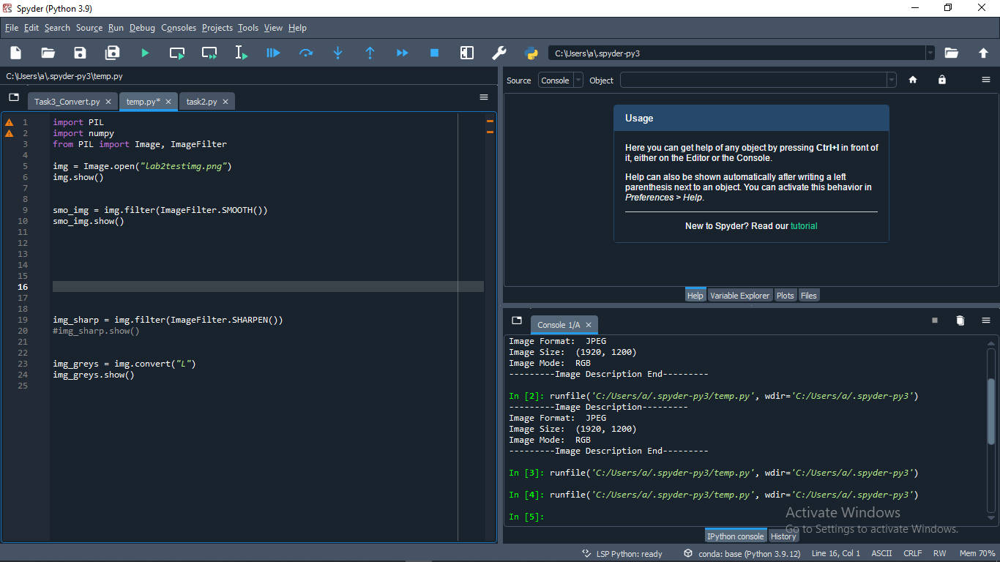 Spyder (Python 3.9)
File Edit Search Source Run Debug Consoles Projects Tools View Help
C:\Users\a\.spyder-py3
C:\Users\a\.spyder-py3\temp.py
Task3_Convert.py temp.py* task2.py
1 import PIL
2 import numpy
3 from PIL import Image, ImageFilter
4
5 img = Image.open("lab2testimg.png")
6 img.show()
7
8
9 smo_img = img.filter(ImageFilter.SMOOTH())
10 smo_img.show()
11
12
13
14
15
16
17
18
19 img_sharp = img.filter(ImageFilter.SHARPEN())
20 #img_sharp.show()
21
22
23 img_greys = img.convert("L")
24 img_greys.show()
25
Source Console Object
Usage
Here you can get help of any object by pressing Ctrl+I in front of
it, either on the Editor or the Console.
Help can also be shown automatically after writing a left
parenthesis next to an object. You can activate this behavior in
Preferences > Help.
New to Spyder? Read our tutorial
Help Variable Explorer Plots Files
Console 1/A
Image Format: JPEG
Image Size: (1920, 1200)
Image Mode: RGB
---------Image Description End---------
In [2]: runfile('C:/Users/a/.spyder-py3/temp.py', wdir='C:/Users/a/.spyder-py3')
---------Image Description---------
Image Format: JPEG
Image Size: (1920, 1200)
Image Mode: RGB
---------Image Description End---------
In [3]: runfile('C:/Users/a/.spyder-py3/temp.py', wdir='C:/Users/a/.spyder-py3')
In [4]: runfile('C:/Users/a/.spyder-py3/temp.py', wdir='C:/Users/a/.spyder-py3')
In [5]:
Activate Windows
Go to Settings to activate Windows.
IPython console History
LSP Python: ready conda: base (Python 3.9.12) Line 16, Col 1 ASCII CRLF RW Mem 70%